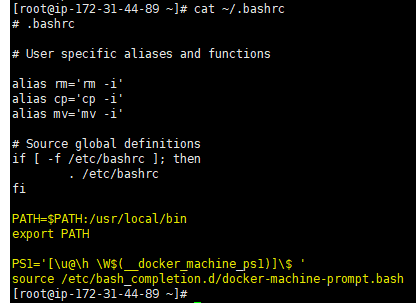 [root@ip-172-31-44-89 ~]# cat ~/.bashrc
# .bashrc

# User specific aliases and functions

alias rm='rm -i'
alias cp='cp -i'
alias mv='mv -i'

# Source global definitions
if [ -f /etc/bashrc ]; then
        . /etc/bashrc
fi

PATH=$PATH:/usr/local/bin
export PATH

PS1='[\u@\h \W$(__docker_machine_ps1)]\$ '
source /etc/bash_completion.d/docker-machine-prompt.bash
[root@ip-172-31-44-89 ~]#